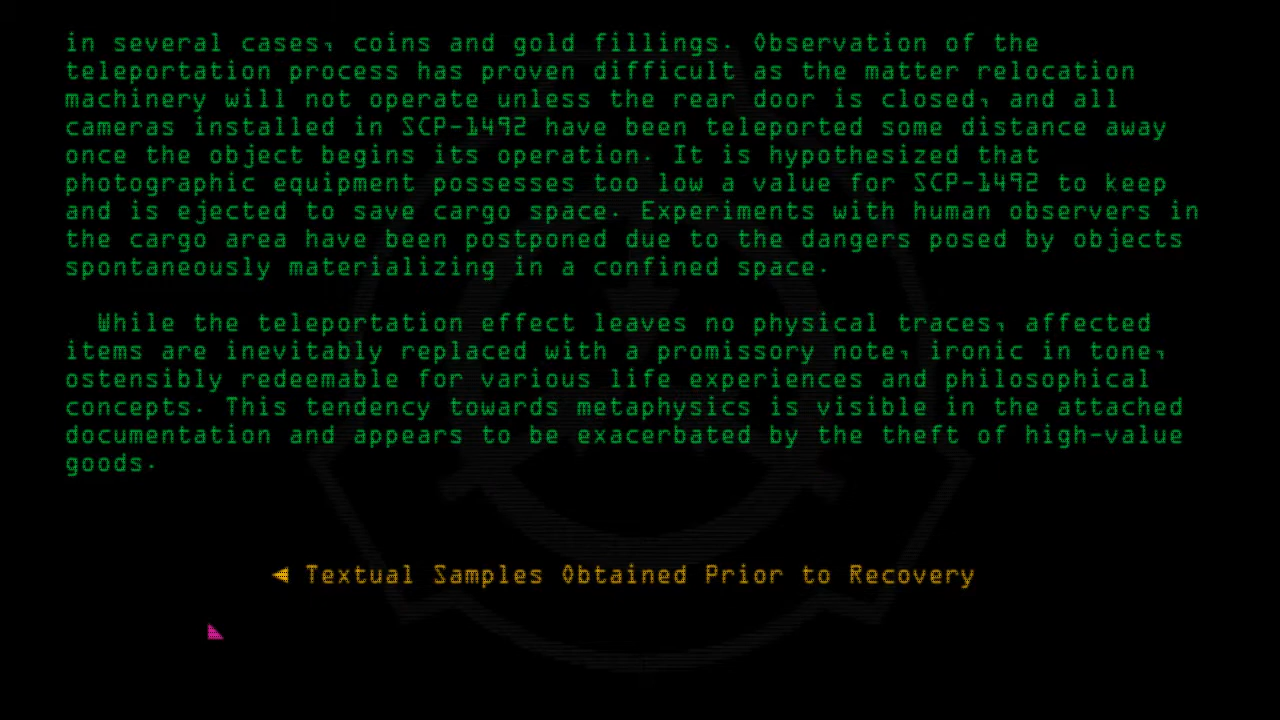 in several cases, coins and gold fillings. Observation of the
teleportation process has proven difficult as the matter relocation
machinery will not operate unless the rear door is closed, and all
cameras installed in SCP-1492 have been teleported some distance away
once the object begins its operation. It is hypothesized that
photographic equipment possesses too low a value for SCP-1492 to keep
and is ejected to save cargo space. Experiments with human observers in
the cargo area have been postponed due to the dangers posed by objects
spontaneously materializing in a confined space.
While the teleportation effect leaves no physical traces, affected
items are inevitably replaced with a promissory note, ironic in tone,
ostensibly redeemable for various life experiences and philosophical
concepts. This tendency towards metaphysics is visible in the attached
documentation and appears to be exacerbated by the theft of high-value
goods.
◄ Textual Samples Obtained Prior to Recovery